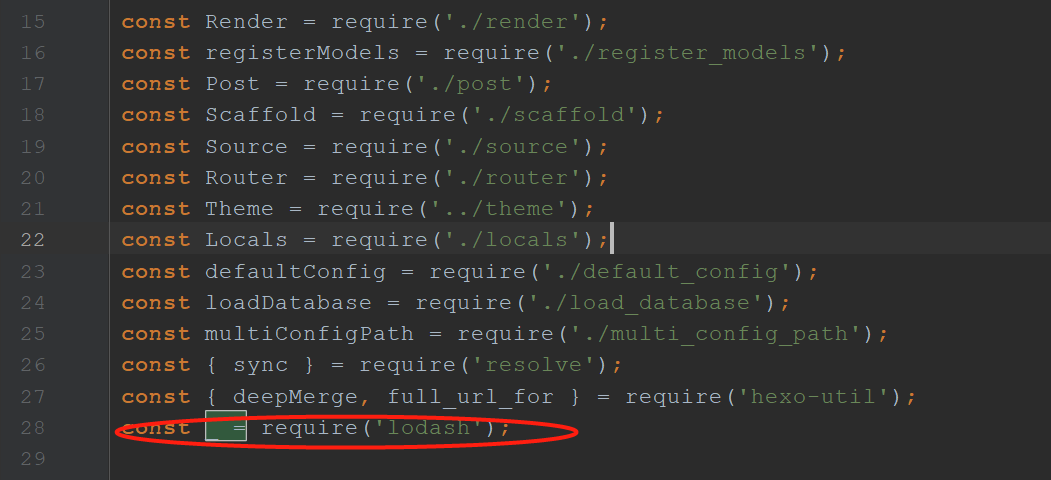 15 const Render = require('./render');
16 const registerModels = require('./register_models');
17 const Post = require('./post');
18 const Scaffold = require('./scaffold');
19 const Source = require('./source');
20 const Router = require('./router');
21 const Theme = require('../theme');
22 const Locals = require('./locals');
23 const defaultConfig = require('./default_config');
24 const loadDatabase = require('./load_database');
25 const multiConfigPath = require('./multi_config_path');
26 const { sync } = require('resolve');
27 const { deepMerge, full_url_for } = require('hexo-util');
28 const _ = require('lodash');
29